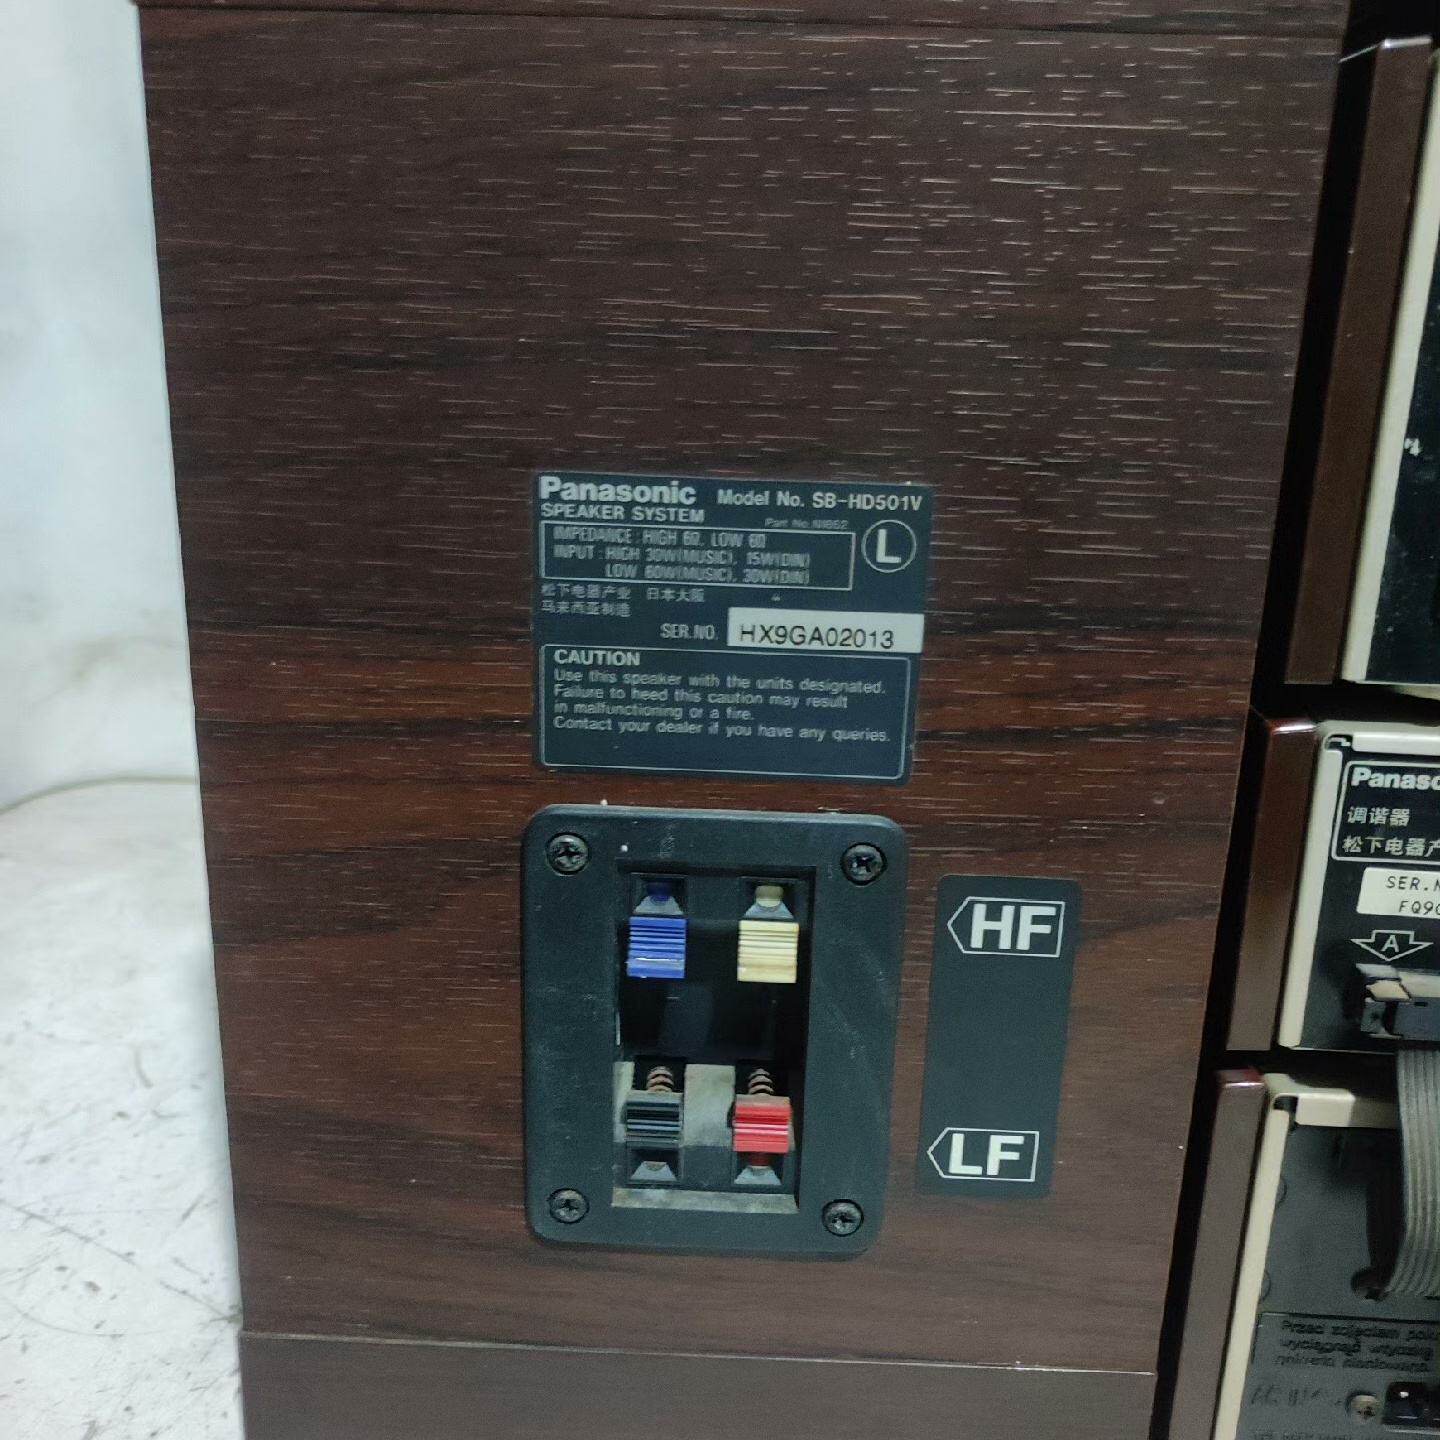 Panasonic Model No. SB-HD501V
SPEAKER SYSTEM
Part No.
L
IMPEDANCE : HIGH 6Ω, LOW 6Ω
INPUT : HIGH 30W(MUSIC), 15W(DIN)
LOW 60W(MUSIC), 30W(DIN)
松下电器产业 日本大阪
马来西亚制造
SER.NO. HX9GA02013
CAUTION
Use this speaker with the units designated.
Failure to heed this caution may result
in malfunctioning or a fire.
Contact your dealer if you have any queries.
HF
LF
Panaso
调谐器
松下电器产
SER.N
FQ90
A
Przed